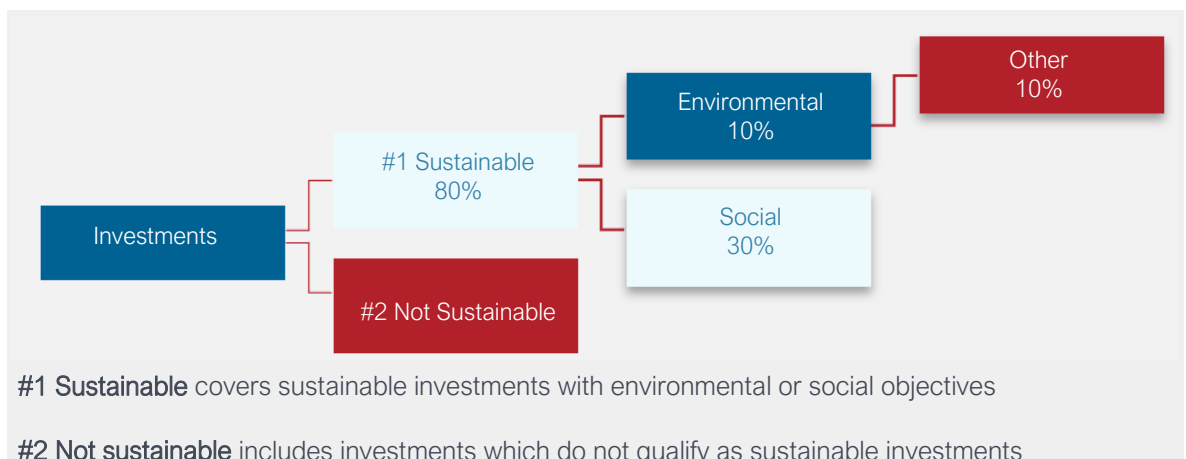 Other
10%
Environmental
10%
#1 Sustainable
80%
Social
30%
Investments
#2 Not Sustainable
#1 Sustainable covers sustainable investments with environmental or social objectives
#2 Not sustainable includes investments which do not qualify as sustainable investments